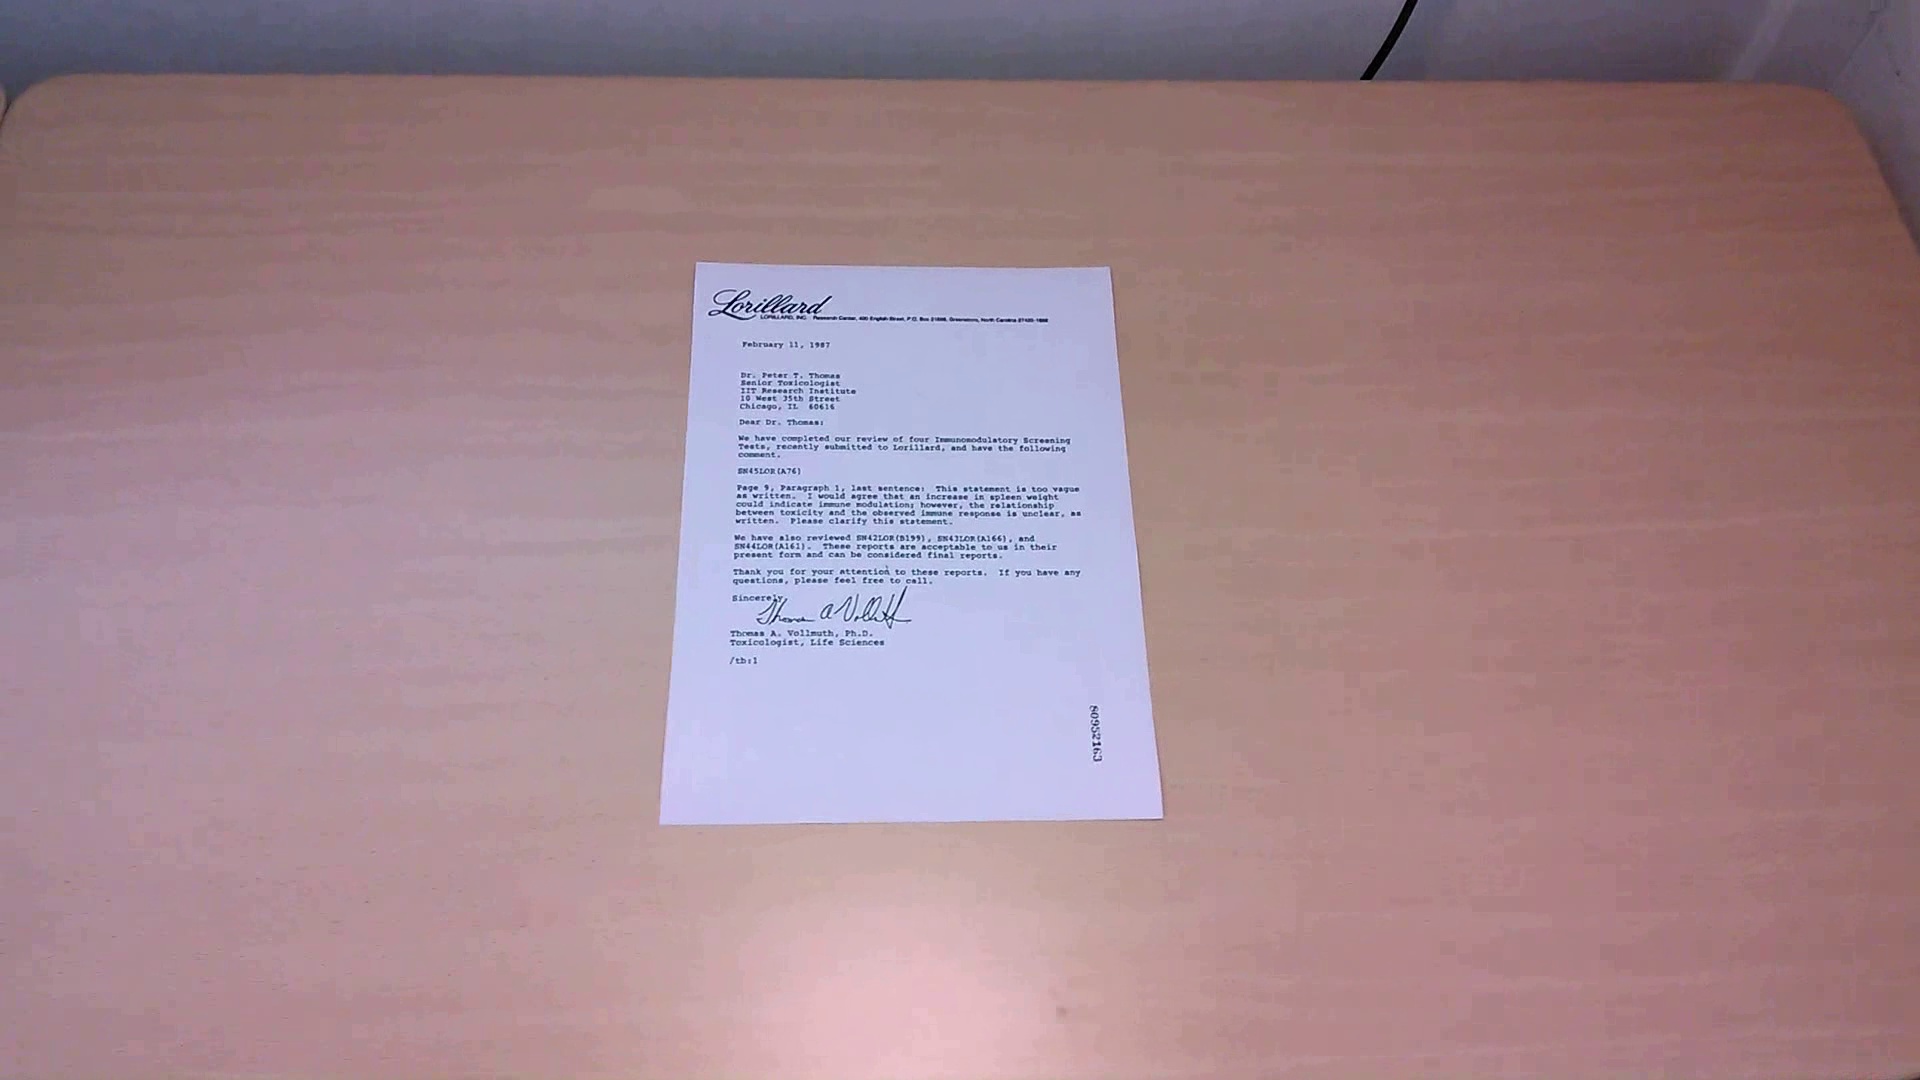 Lorillard
LORILLARD, INC. Research Center, 420 English Street, P.O. Box 21688, Greensboro, North Carolina 27420-1688
February 11, 1987
Dr. Peter T. Thomas
Senior Toxicologist
IIT Research Institute
10 West 35th Street
Chicago, IL 60616
Dear Dr. Thomas:
We have completed our review of four Immunomodulatory Screening
Tests, recently submitted to Lorillard, and have the following
comment.
SN45LOR(A76)
Page 9, Paragraph 1, last sentence: This statement is too vague
as written. I would agree that an increase in spleen weight
could indicate immune modulation; however, the relationship
between toxicity and the observed immune response is unclear, as
written. Please clarify this statement.
We have also reviewed SN42LOR(B199), SN43LOR(A166), and
SN44LOR(A161). These reports are acceptable to us in their
present form and can be considered final reports.
Thank you for your attention to these reports. If you have any
questions, please feel free to call.
Sincerely,
Thomas A Vollmuth
Thomas A. Vollmuth, Ph.D.
Toxicologist, Life Sciences
/tb:1
80952163